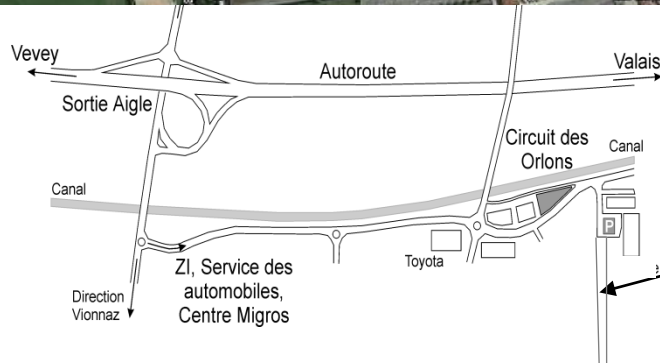 Vevey
Autoroute
Valais
Sortie Aigle
Circuit des
Orlons
Canal
Canal
P
Toyota
ZI, Service des
automobiles,
Centre Migros
Direction
Vionnaz